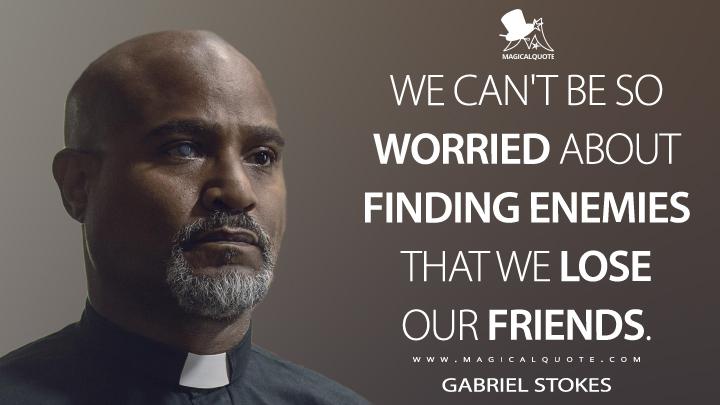 MAGICALQUOTE
WE CAN'T BE SO
WORRIED ABOUT
FINDING ENEMIES
THAT WE LOSE
OUR FRIENDS.
WWW.MAGICALQUOTE.COM
GABRIEL STOKES